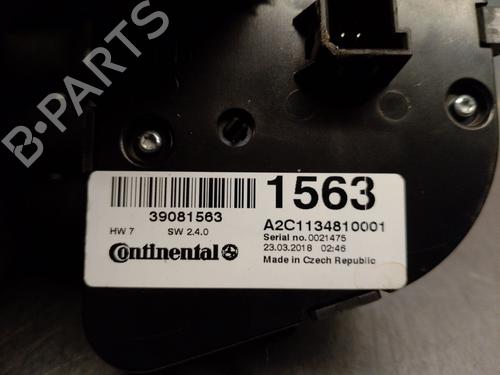 B-PARTS
39081563
1563
HW 7 SW 2.4.0
A2C1134810001
Serial no.0021475
23.03.2018 02:46
Continental
Made in Czech Republic